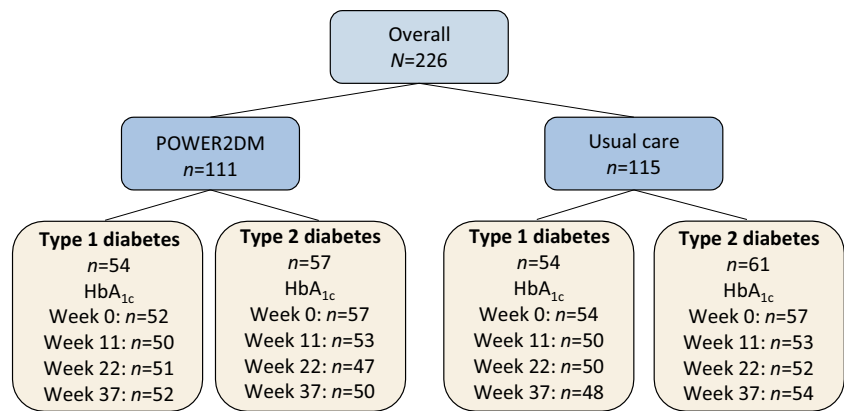 Overall
N=226
POWER2DM
n=111
Usual care
n=115
Type 1 diabetes
n=54
HbA1c
Week 0: n=52
Week 11: n=50
Week 22: n=51
Week 37: n=52
Type 2 diabetes
n=57
HbA1c
Week 0: n=57
Week 11: n=53
Week 22: n=47
Week 37: n=50
Type 1 diabetes
n=54
HbA1c
Week 0: n=54
Week 11: n=50
Week 22: n=50
Week 37: n=48
Type 2 diabetes
n=61
HbA1c
Week 0: n=57
Week 11: n=53
Week 22: n=52
Week 37: n=54